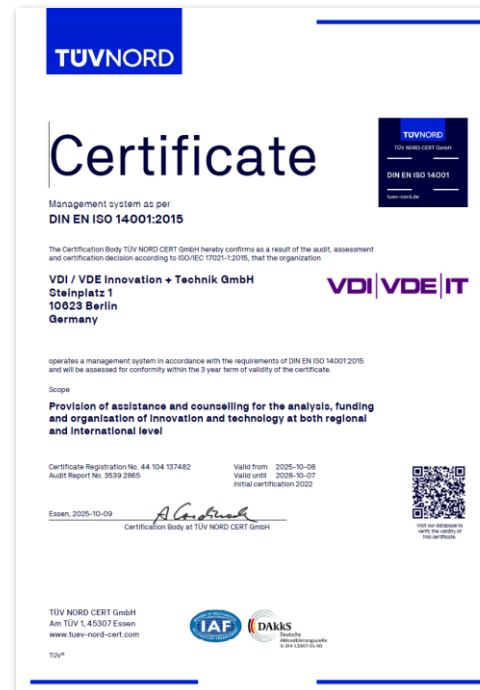 TÜVNORD
Certificate
TÜVNORD
TÜV NORD CERT GmbH
DIN EN ISO 14001
tuev-nord.de
Management system as per
DIN EN ISO 14001:2015
The Certification Body TÜV NORD CERT GmbH hereby confirms as a result of the audit, assessment
and certification decision according to ISO/IEC 17021-1:2015, that the organization
VDI / VDE Innovation + Technik GmbH
Steinplatz 1
10623 Berlin
Germany
VDI|VDE|IT
operates a management system in accordance with the requirements of DIN EN ISO 14001:2015
and will be assessed for conformity within the 3 year term of validity of the certificate.
Scope
Provision of assistance and counselling for the analysis, funding
and organisation of innovation and technology at both regional
and international level
Certificate Registration No. 44 104 137482
Audit Report No. 3539 2865
Valid from 2025-10-08
Valid until 2028-10-07
Initial certification 2022
Essen, 2025-10-09
Certification Body at TÜV NORD CERT GmbH
Visit our database to
verify the validity of
this certificate.
TÜV NORD CERT GmbH
Am TÜV 1, 45307 Essen
www.tuev-nord-cert.com
TÜV®
IAF
DAkkS
Deutsche
Akkreditierungsstelle
D-ZM-12007-01-00